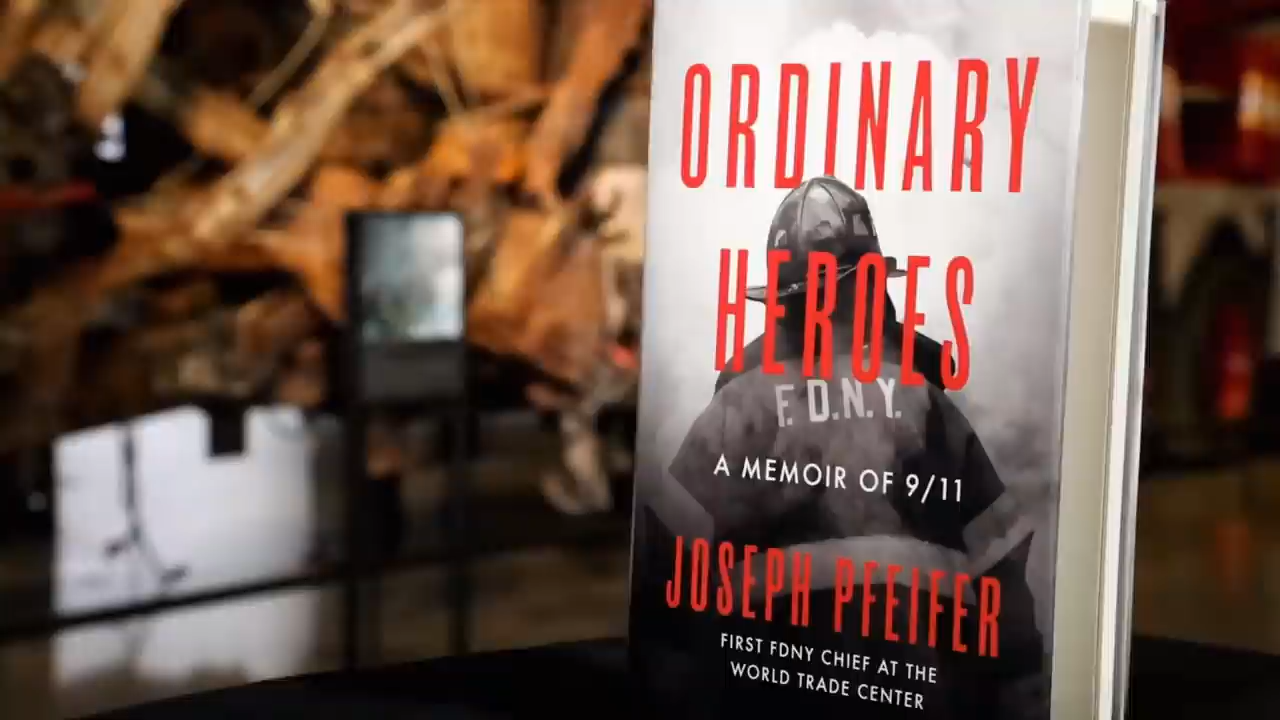 ORDINARY
HEROES
F.D.N.Y.
A MEMOIR OF 9/11
JOSEPH PFEIFER
FIRST FDNY CHIEF AT THE
WORLD TRADE CENTER